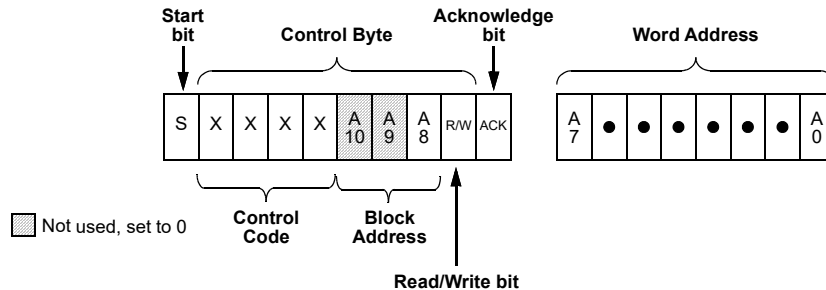 Start
bit
Control Byte
Acknowledge
bit
Word Address
S X X X X A
10 A
9 A
8 R/W ACK
A
7 ● ● ● ● ● ● A
0
Control
Code
Block
Address
Not used, set to 0
Read/Write bit